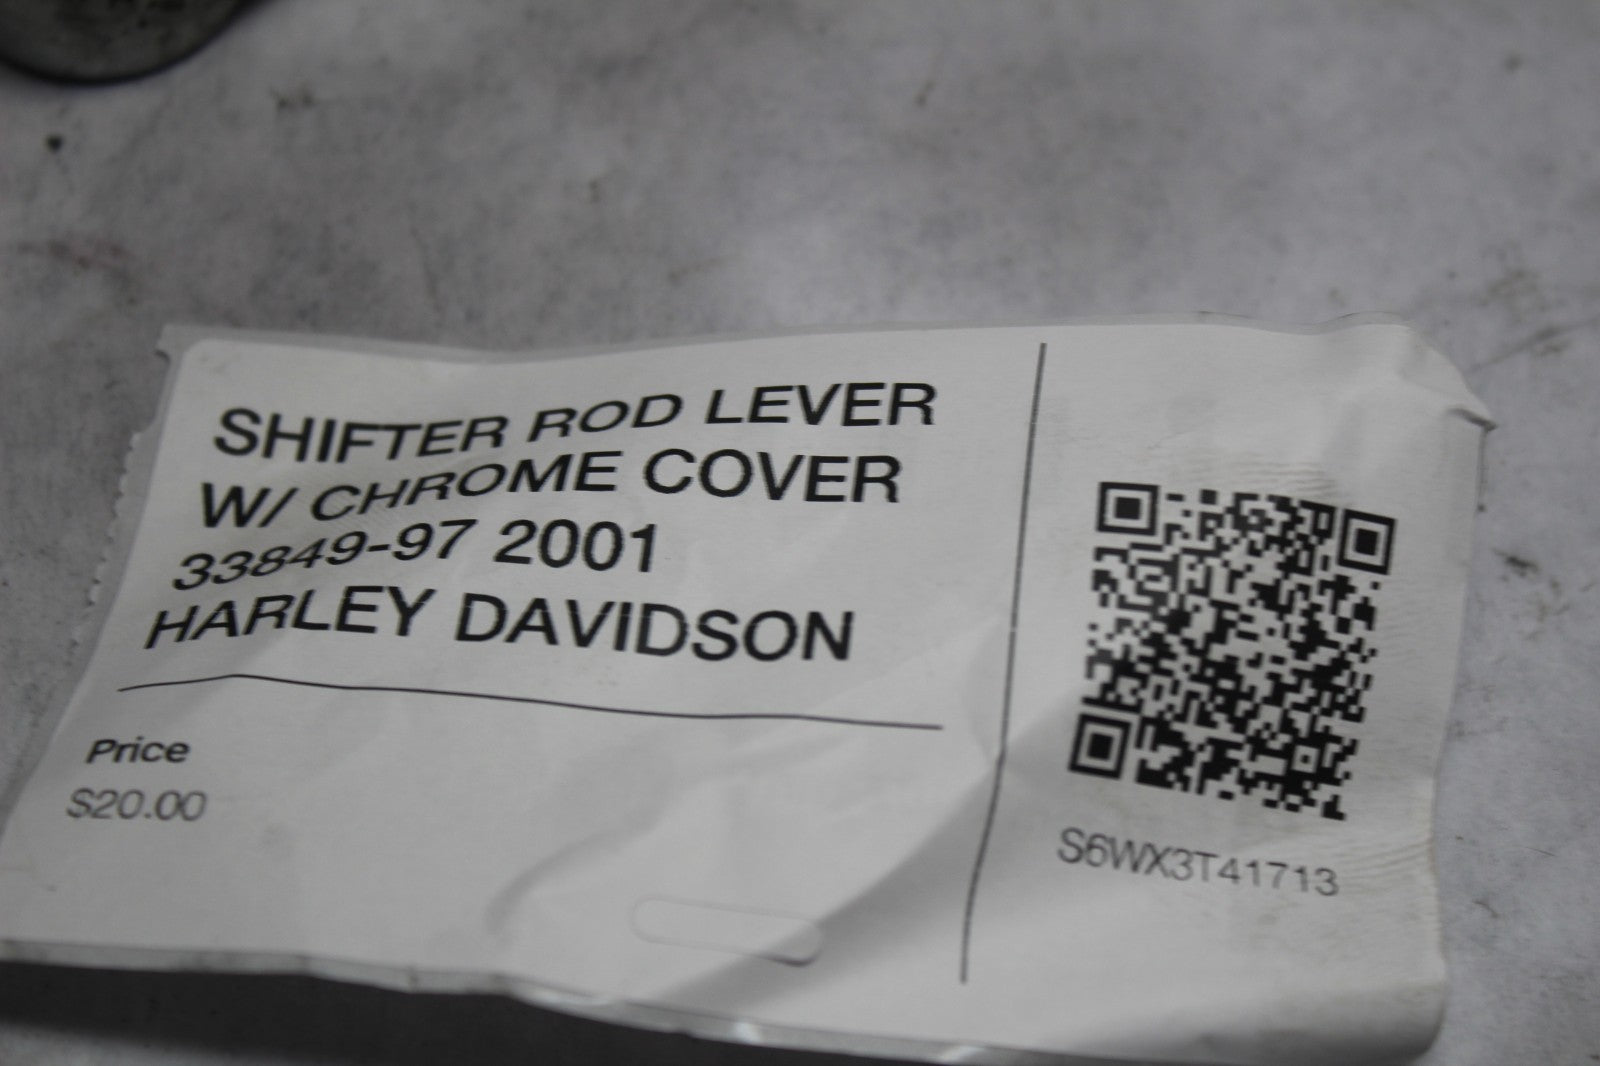 SHIFTER ROD LEVER
W/ CHROME COVER
33849-97 2001
HARLEY DAVIDSON
Price
$20.00
S6WX3T41713